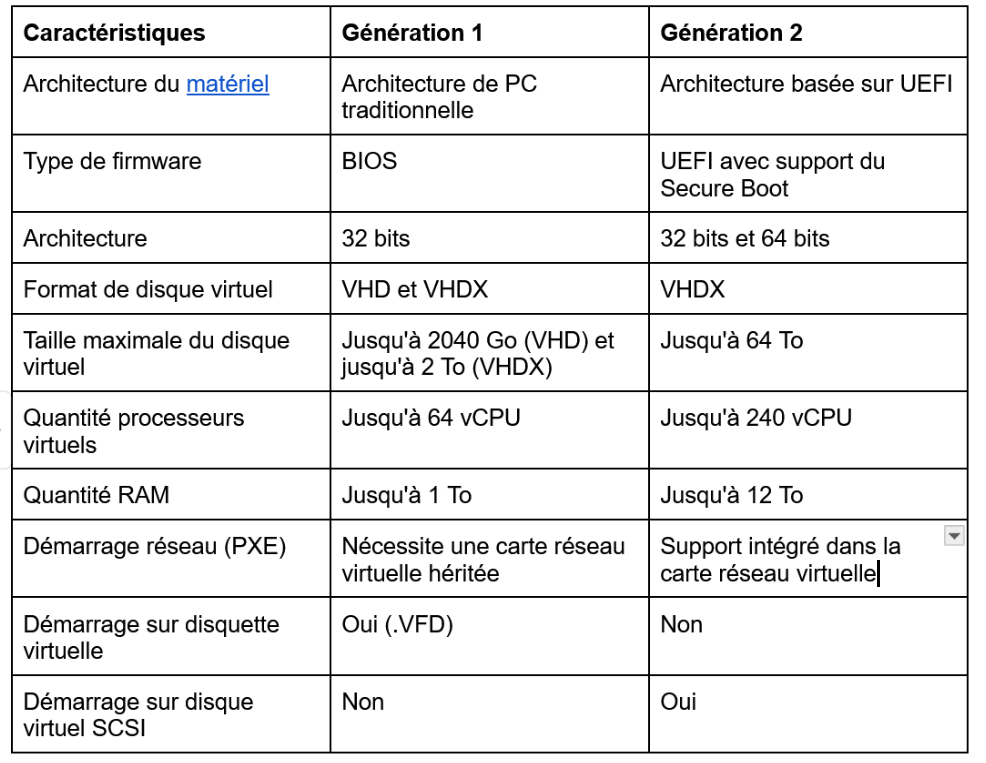 Caractéristiques Génération 1 Génération 2
Architecture du matériel Architecture de PC Architecture basée sur UEFI
traditionnelle
Type de firmware BIOS UEFI avec support du
Secure Boot
Architecture 32 bits 32 bits et 64 bits
Format de disque virtuel VHD et VHDX VHDX
Taille maximale du disque Jusqu'à 2040 Go (VHD) et Jusqu'à 64 To
virtuel jusqu'à 2 To (VHDX)
Quantité processeurs Jusqu'à 64 vCPU Jusqu'à 240 vCPU
virtuels
Quantité RAM Jusqu'à 1 To Jusqu'à 12 To
Démarrage réseau (PXE) Nécessite une carte réseau Support intégré dans la
virtuelle héritée carte réseau virtuelle
Démarrage sur disquette Oui (.VFD) Non
virtuelle
Démarrage sur disque Non Oui
virtuel SCSI